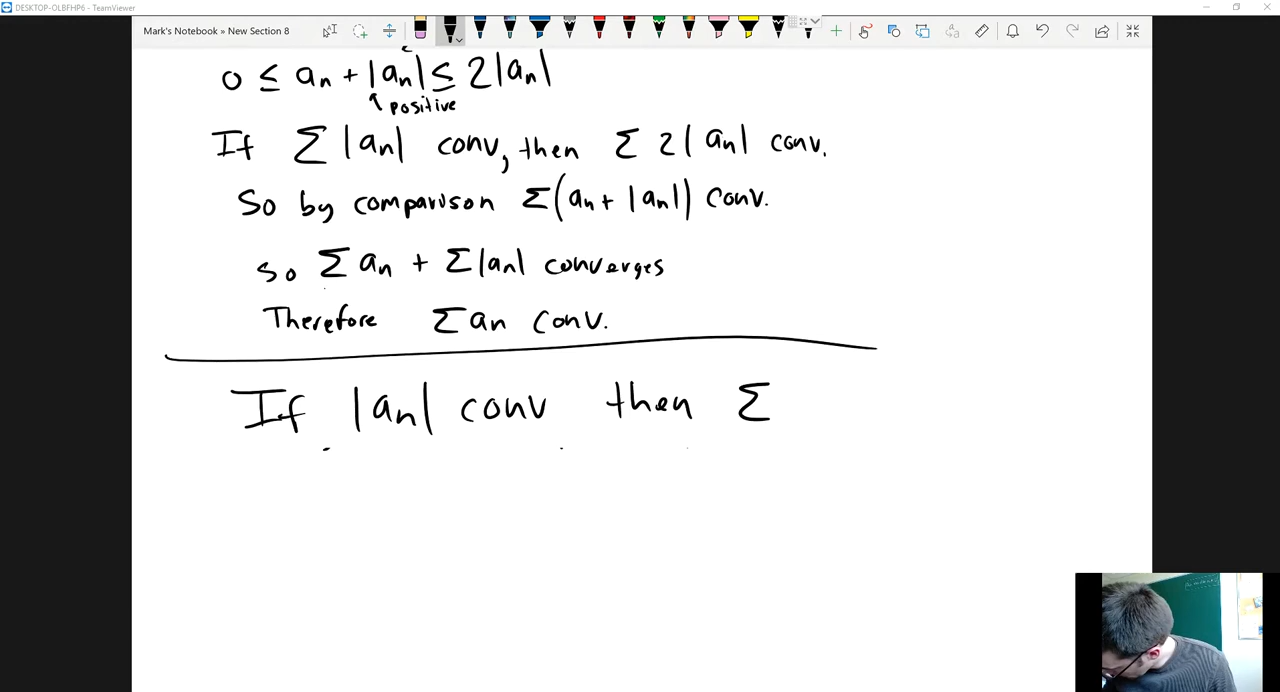 DESKTOP-OLBFHP6 - TeamViewer
Mark's Notebook » New Section 8
0 ≤ an + |an| ≤ 2|an|
↑ positive
If Σ |an| conv, then Σ 2|an| conv.
So by comparison Σ(an + |an|) conv.
so Σ an + Σ|an| converges
Therefore Σ an conv.
If |an| conv then Σ